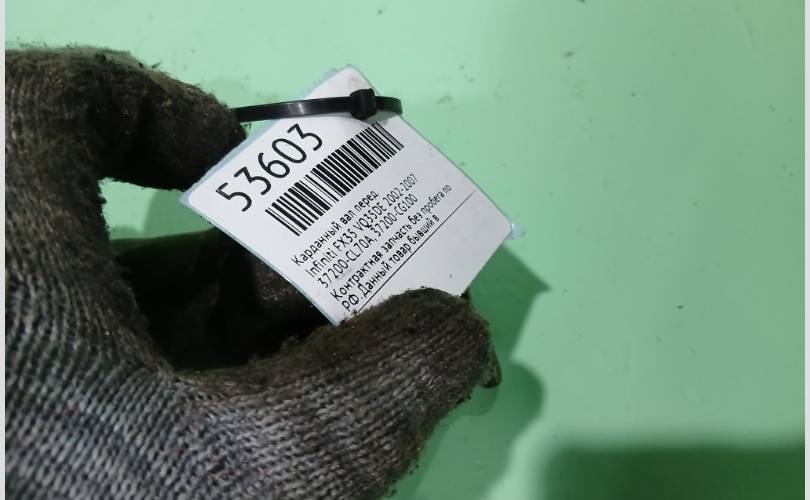 53603
Карданный вал перед.
Infiniti FX35 VQ35DE 2002-2007
37200-CL70A, 37200-CG100
Контрактная запчасть без пробега по
РФ. Данный товар бывший в